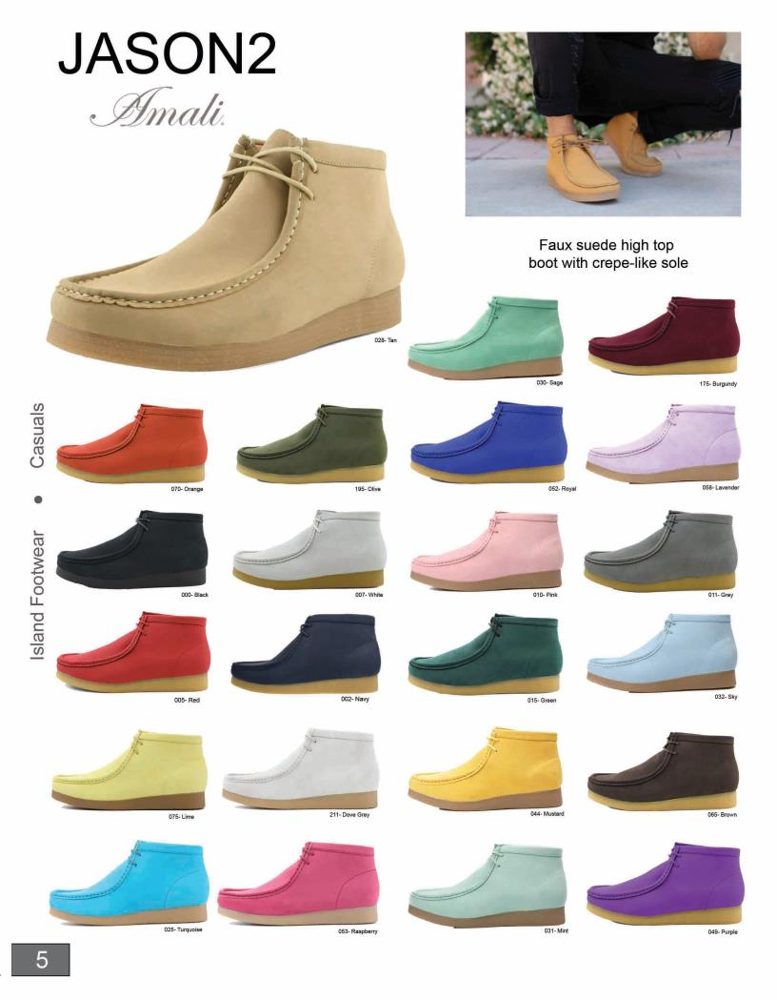 JASON2
Amali.
Faux suede high top
boot with crepe-like sole
028- Tan
030- Sage
175- Burgundy
070- Orange
195- Olive
052- Royal
058- Lavender
000- Black
007- White
010- Pink
011- Grey
005- Red
002- Navy
015- Green
032- Sky
075- Lime
211- Dove Grey
044- Mustard
065- Brown
025- Turquoise
053- Raspberry
031- Mint
049- Purple
Island Footwear • Casuals
5